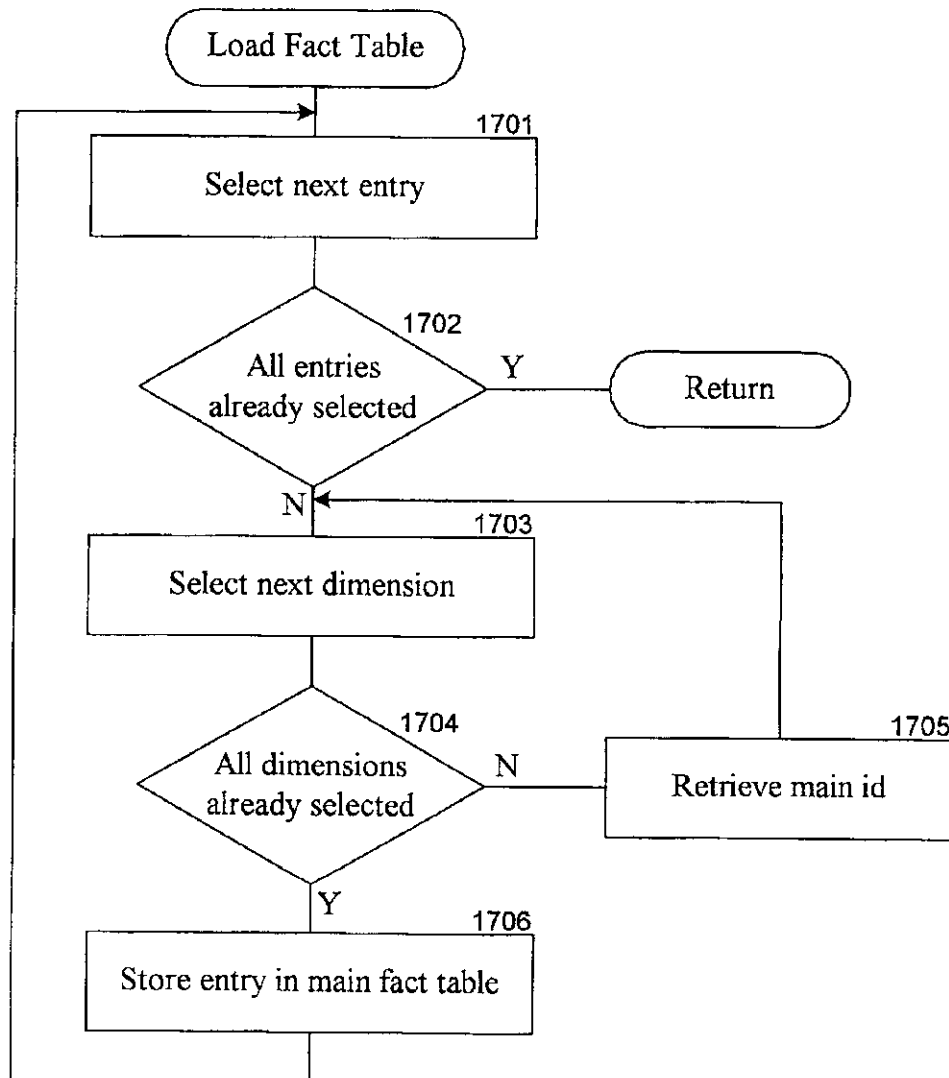 Load Fact Table
1701
Select next entry
1702
All entries
already selected
Y
Return
N
1703
Select next dimension
1704
All dimensions
already selected
N
1705
Retrieve main id
Y
1706
Store entry in main fact table